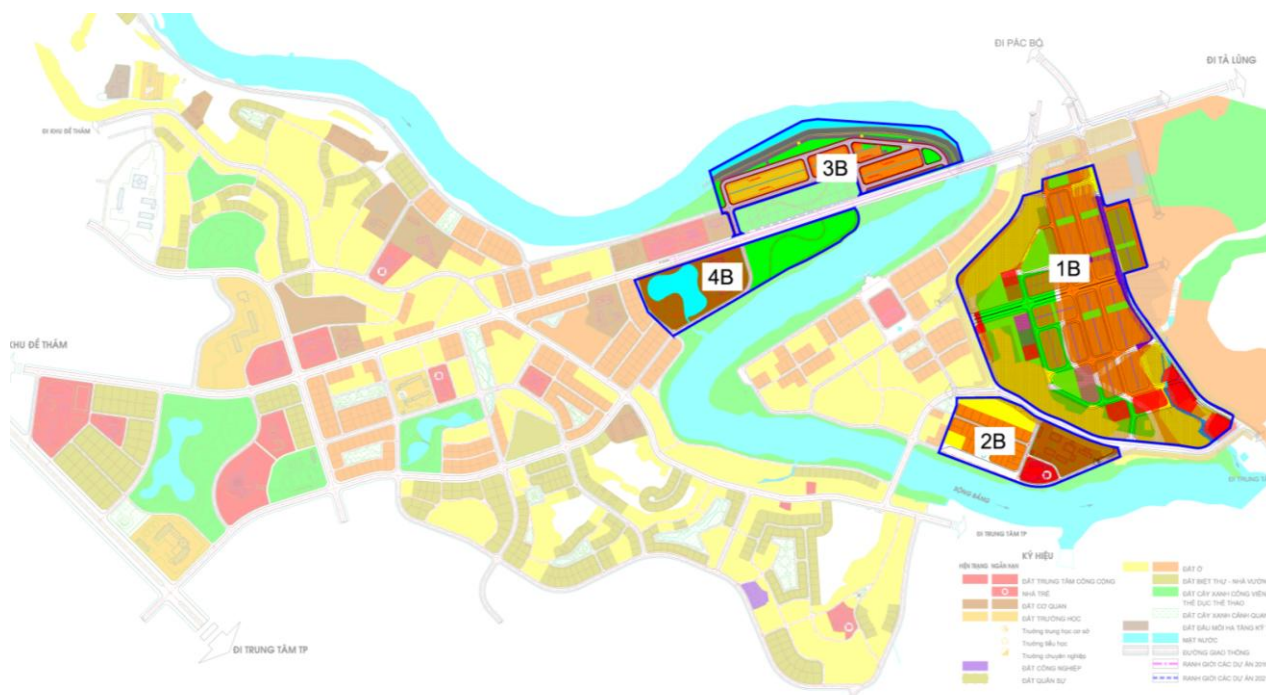 ĐI PÁC BÓ
ĐI TÀ LÙNG
ĐI KHU ĐỀ THÁM
3B
1B
4B
KHU ĐỀ THÁM
2B
SÔNG BẰNG
ĐI TRUNG TÂM TP
ĐI TRUNG TÂM TP
KÝ HIỆU
HIỆN TRẠNG NGẮN HẠN
ĐẤT TRUNG TÂM CÔNG CỘNG
NHÀ TRẺ
ĐẤT CƠ QUAN
ĐẤT TRƯỜNG HỌC
Trường trung học cơ sở
Trường tiểu học
Trường chuyên nghiệp
ĐẤT CÔNG NGHIỆP
ĐẤT QUÂN SỰ
ĐẤT Ở
ĐẤT BIỆT THỰ - NHÀ VƯỜN
ĐẤT CÂY XANH CÔNG VIÊN
THỂ DỤC THỂ THAO
ĐẤT CÂY XANH CẢNH QUAN
ĐẤT ĐẦU MỐI HẠ TẦNG KỸ
MẶT NƯỚC
ĐƯỜNG GIAO THÔNG
RANH GIỚI CÁC DỰ ÁN 201
RANH GIỚI CÁC DỰ ÁN 202